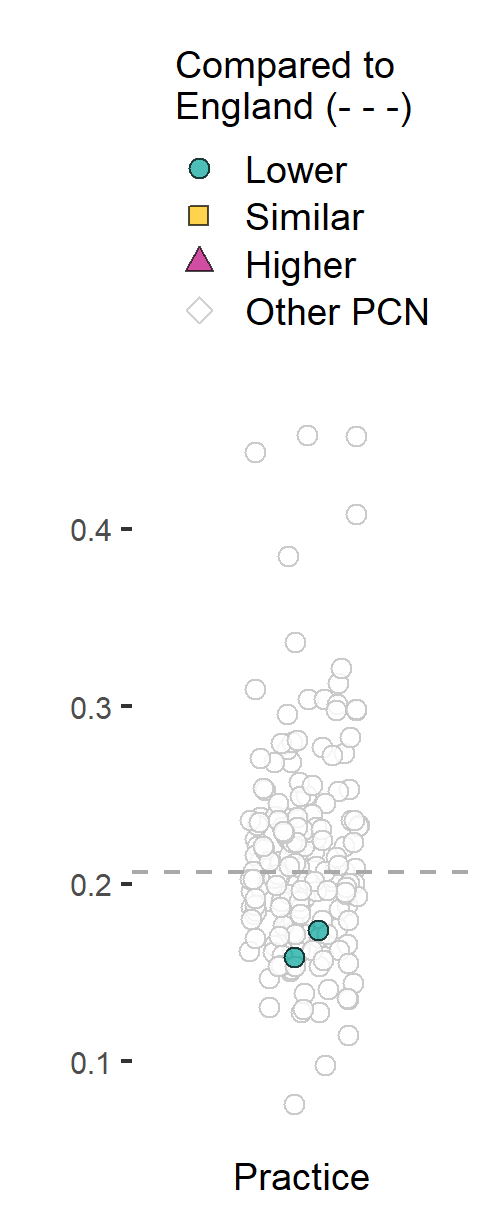 Compared to
England (- - -)
Lower
Similar
Higher
Other PCN
0.4
0.3
0.2
0.1
Practice